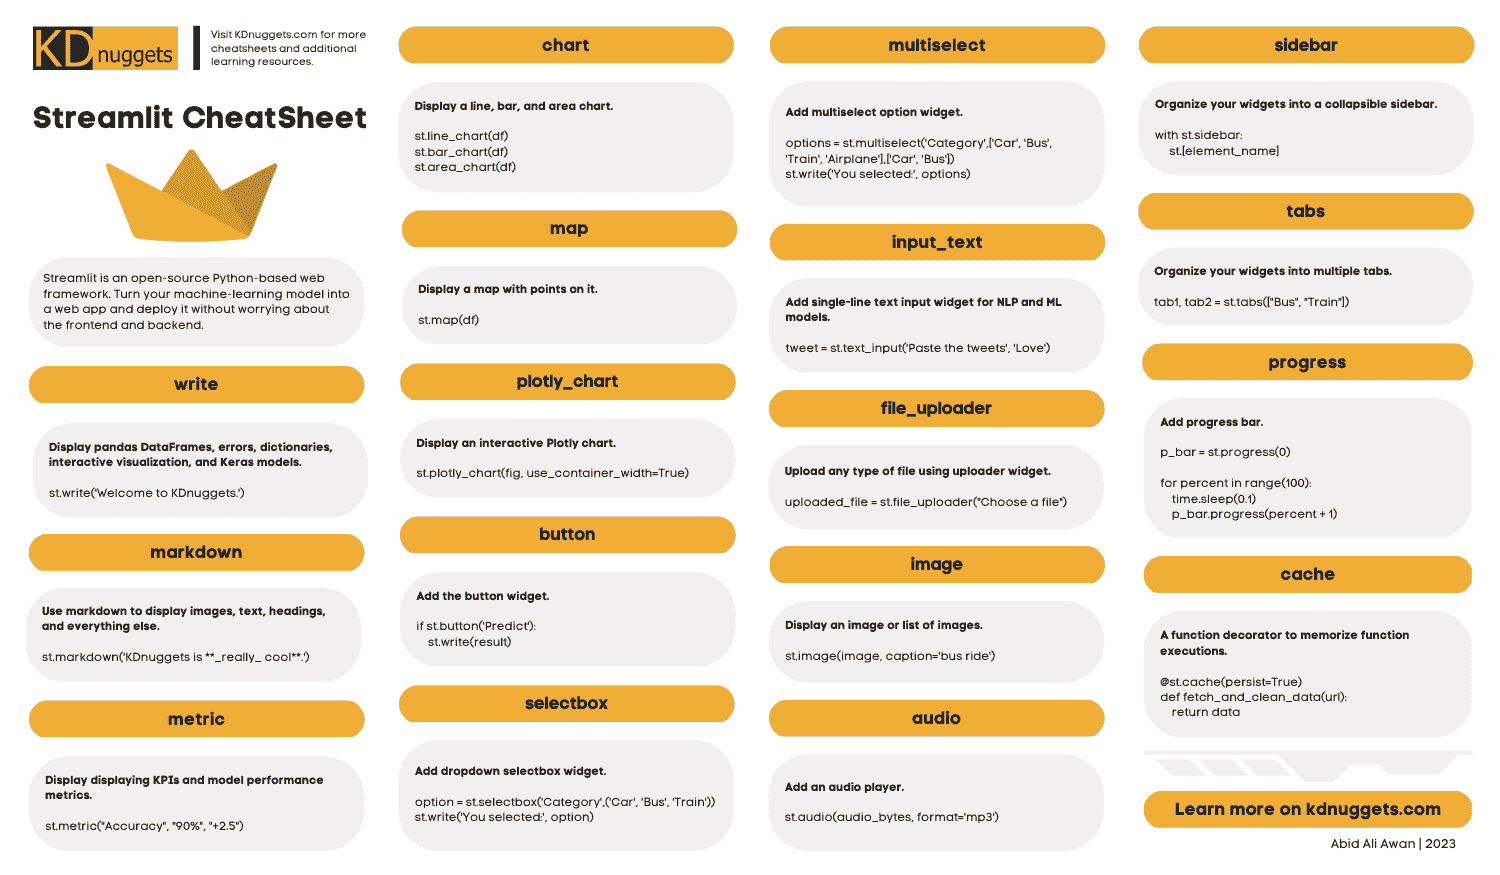 KD nuggets
Visit KDnuggets.com for more
cheatsheets and additional
learning resources.
Streamlit CheatSheet
Streamlit is an open-source Python-based web
framework. Turn your machine-learning model into
a web app and deploy it without worrying about
the frontend and backend.
write
Display pandas DataFrames, errors, dictionaries,
interactive visualization, and Keras models.
st.write('Welcome to KDnuggets.')
markdown
Use markdown to display images, text, headings,
and everything else.
st.markdown('KDnuggets is **_really_ cool**.')
metric
Display displaying KPIs and model performance
metrics.
st.metric("Accuracy", "90%", "+2.5")
chart
Display a line, bar, and area chart.
st.line_chart(df)
st.bar_chart(df)
st.area_chart(df)
map
Display a map with points on it.
st.map(df)
plotly_chart
Display an interactive Plotly chart.
st.plotly_chart(fig, use_container_width=True)
button
Add the button widget.
if st.button('Predict'):
st.write(result)
selectbox
Add dropdown selectbox widget.
option = st.selectbox('Category',('Car', 'Bus', 'Train'))
st.write('You selected:', option)
multiselect
Add multiselect option widget.
options = st.multiselect('Category',['Car', 'Bus',
'Train', 'Airplane'],['Car', 'Bus'])
st.write('You selected:', options)
input_text
Add single-line text input widget for NLP and ML
models.
tweet = st.text_input('Paste the tweets', 'Love')
file_uploader
Upload any type of file using uploader widget.
uploaded_file = st.file_uploader("Choose a file")
image
Display an image or list of images.
st.image(image, caption='bus ride')
audio
Add an audio player.
st.audio(audio_bytes, format='mp3')
sidebar
Organize your widgets into a collapsible sidebar.
with st.sidebar:
st.[element_name]
tabs
Organize your widgets into multiple tabs.
tab1, tab2 = st.tabs(["Bus", "Train"])
progress
Add progress bar.
p_bar = st.progress(0)
for percent in range(100):
time.sleep(0.1)
p_bar.progress(percent + 1)
cache
A function decorator to memorize function
executions.
@st.cache(persist=True)
def fetch_and_clean_data(url):
return data
Learn more on kdnuggets.com
Abid Ali Awan | 2023